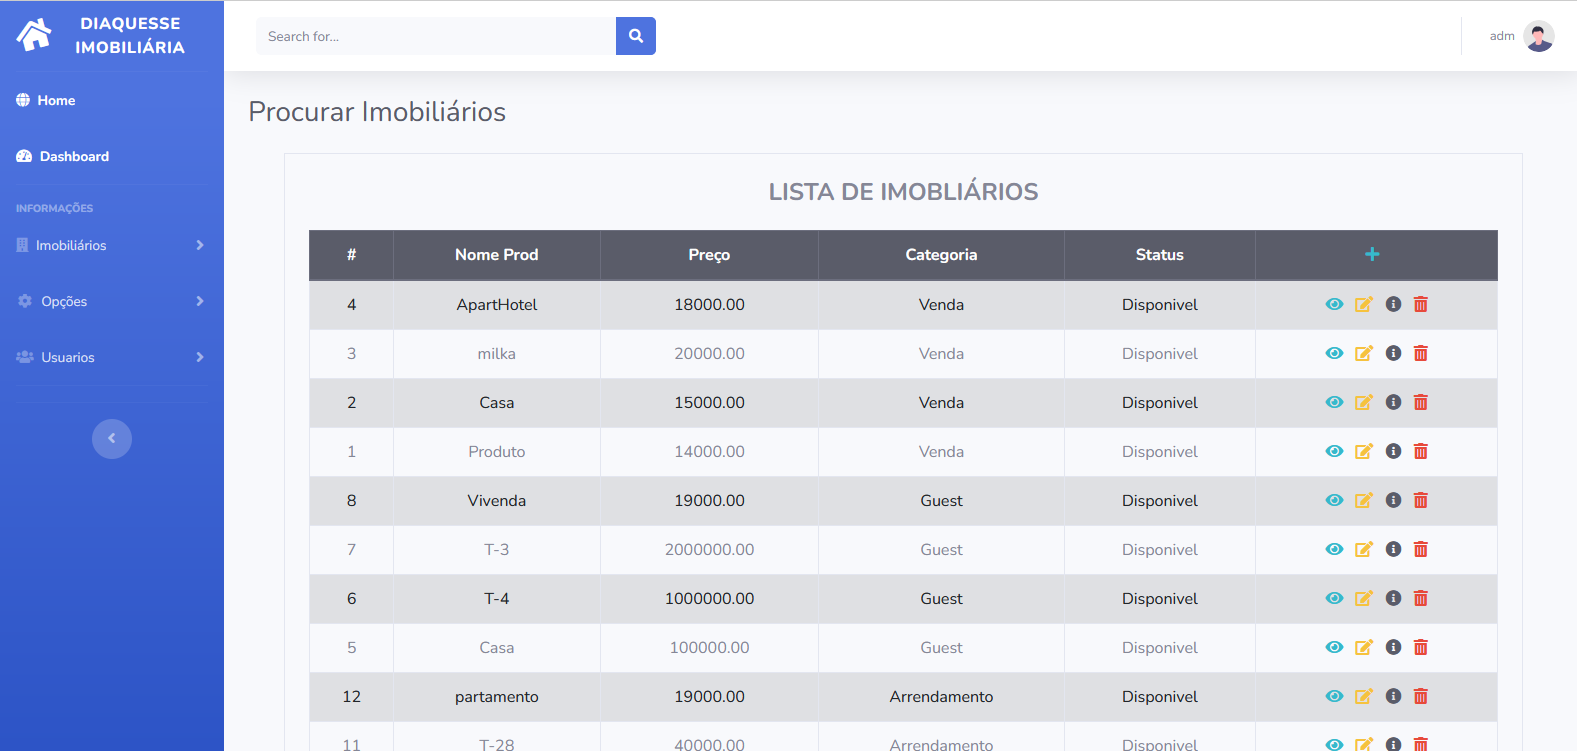 DIAQUESSE
IMOBILIÁRIA
Search for...
adm
Home
Dashboard
INFORMAÇÕES
Imobiliários
Opções
Usuarios
Procurar Imobiliários
LISTA DE IMOBLIÁRIOS
# Nome Prod Preço Categoria Status
4 ApartHotel 18000.00 Venda Disponivel
3 milka 20000.00 Venda Disponivel
2 Casa 15000.00 Venda Disponivel
1 Produto 14000.00 Venda Disponivel
8 Vivenda 19000.00 Guest Disponivel
7 T-3 2000000.00 Guest Disponivel
6 T-4 1000000.00 Guest Disponivel
5 Casa 100000.00 Guest Disponivel
12 partamento 19000.00 Arrendamento Disponivel
11 T-28 40000.00 Arrendamento Disponivel